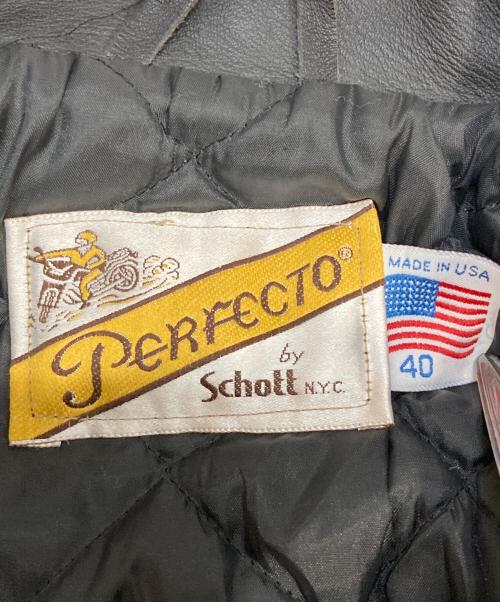 PERFECTO®
by
Schott N.Y.C.
MADE IN USA
40